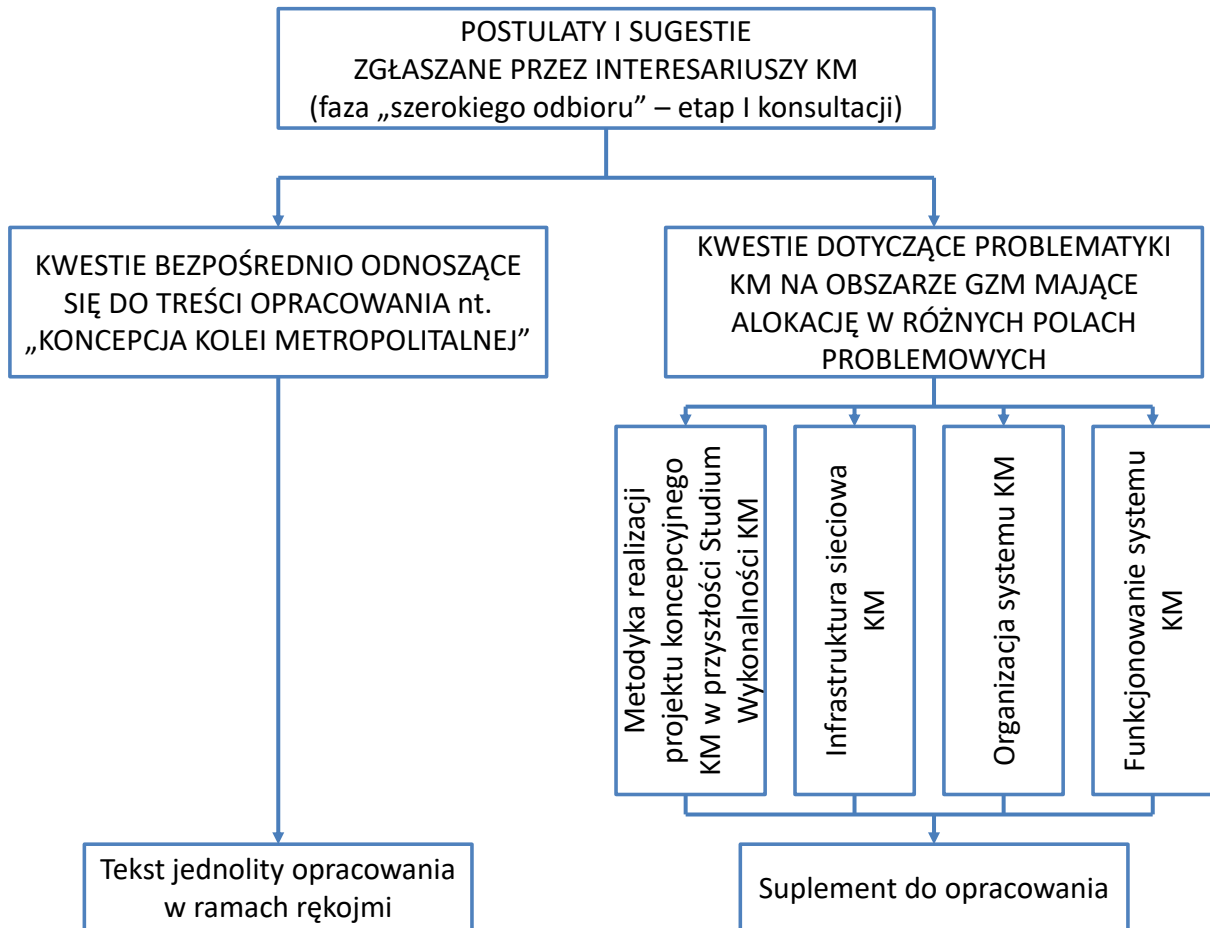 POSTULATY I SUGESTIE
ZGŁASZANE PRZEZ INTERESARIUSZY KM
(faza „szerokiego odbioru” – etap I konsultacji)
KWESTIE BEZPOŚREDNIO ODNOSZĄCE
SIĘ DO TREŚCI OPRACOWANIA nt.
„KONCEPCJA KOLEI METROPOLITALNEJ”
KWESTIE DOTYCZĄCE PROBLEMATYKI
KM NA OBSZARZE GZM MAJĄCE
ALOKACJĘ W RÓŻNYCH POLACH
PROBLEMOWYCH
Metodyka realizacji
projektu koncepcyjnego
KM w przyszłości Studium
Wykonalności KM
Infrastruktura sieciowa
KM
Organizacja systemu KM
Funkcjonowanie systemu
KM
Tekst jednolity opracowania
w ramach rękojmi
Suplement do opracowania